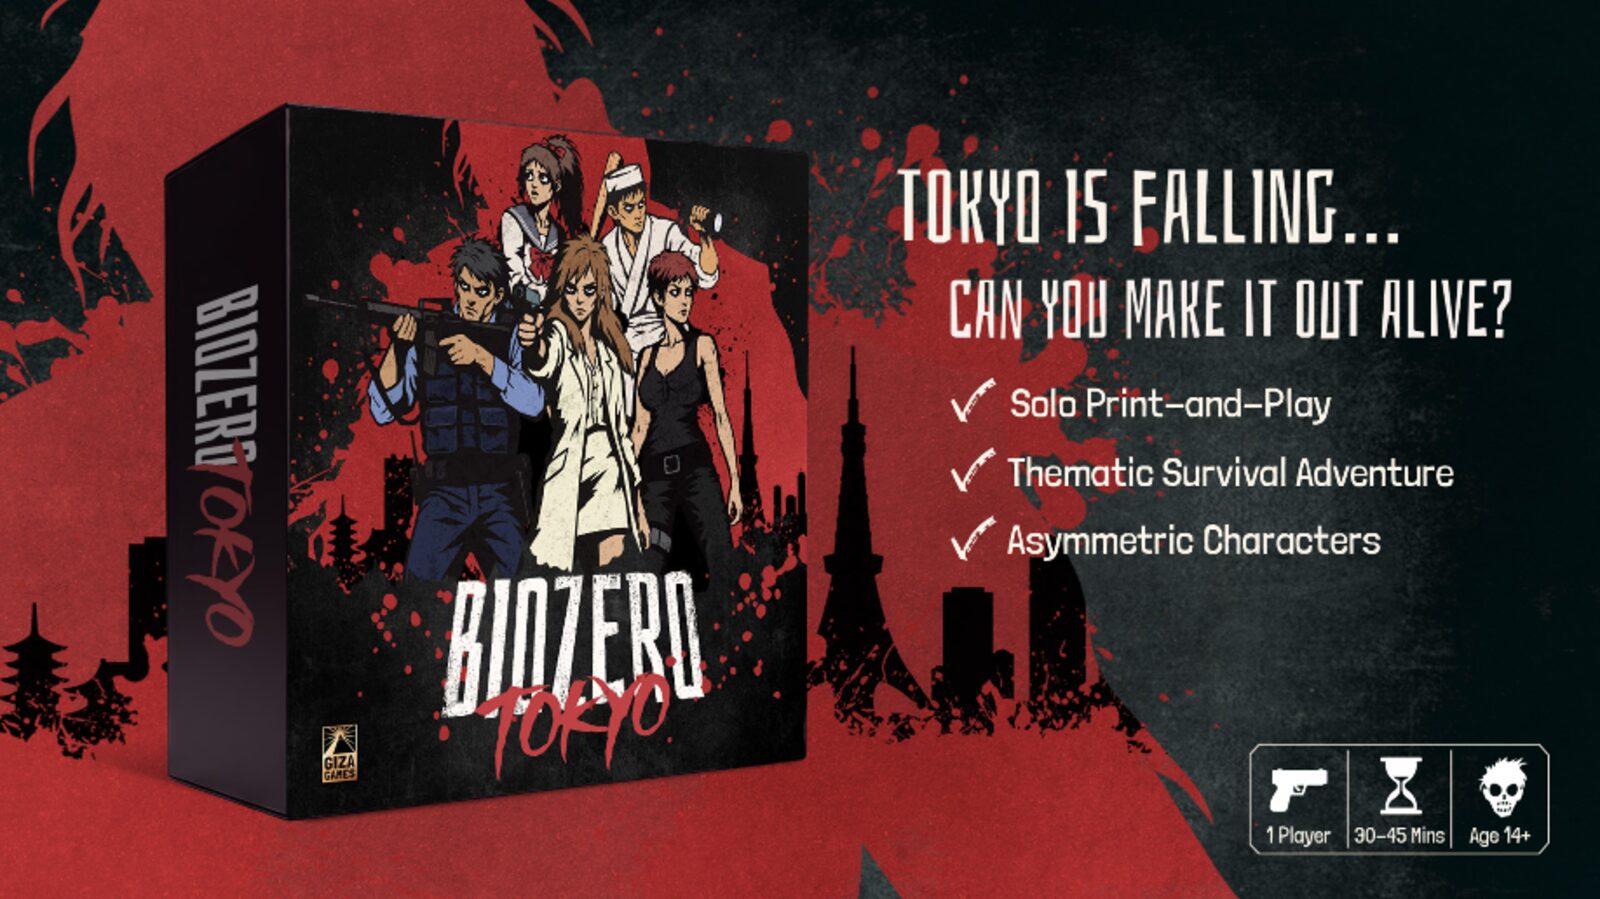 BIOZERO
TOKYO
BIOZERO
TOKYO
GIZA
GAMES
TOKYO IS FALLING...
CAN YOU MAKE IT OUT ALIVE?
Solo Print-and-Play
Thematic Survival Adventure
Asymmetric Characters
1 Player
30-45 Mins
Age 14+